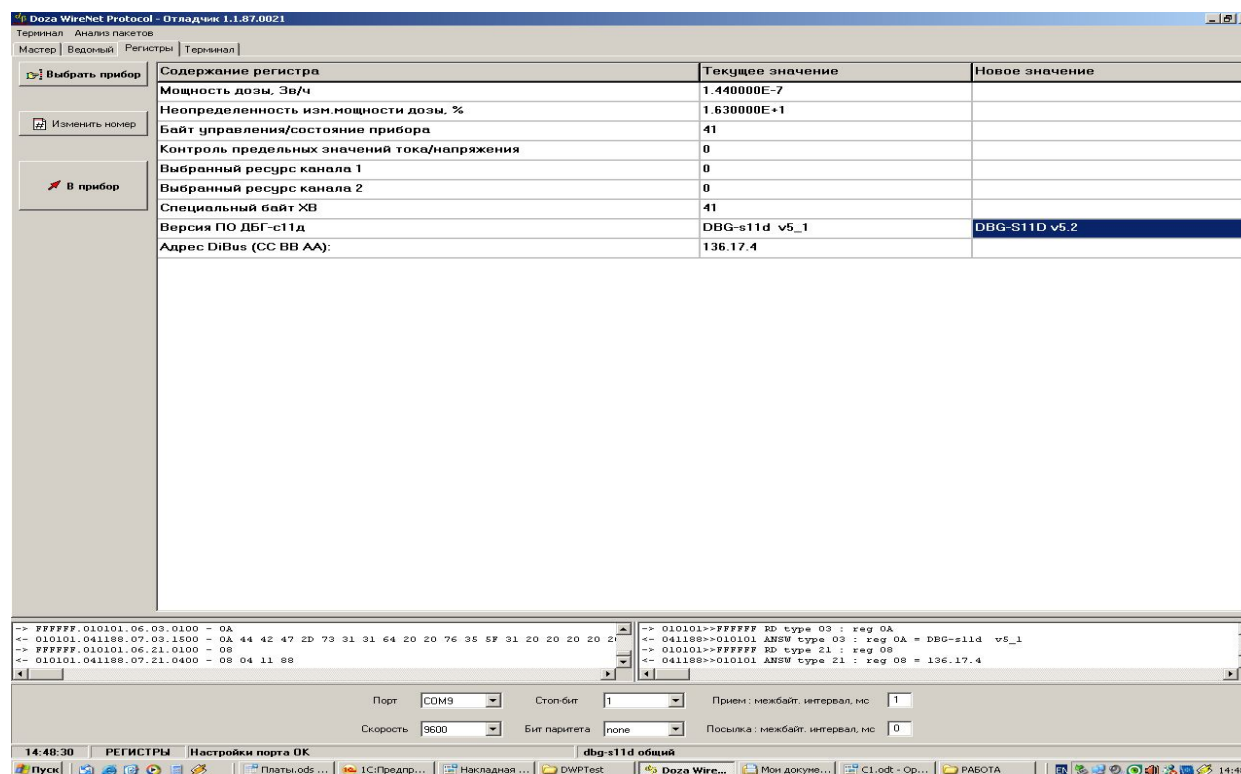 Doza WireNet Protocol - Отладчик 1.1.87.0021
Терминал Анализ пакетов
Мастер Ведомый Регистры Терминал
Выбрать прибор
Изменить номер
В прибор
Содержание регистра Текущее значение Новое значение
Мощность дозы, Зв/ч 1.440000E-7
Неопределенность изм.мощности дозы, % 1.630000E+1
Байт управления/состояние прибора 41
Контроль предельных значений тока/напряжения 0
Выбранный ресурс канала 1 0
Выбранный ресурс канала 2 0
Специальный байт ХВ 41
Версия ПО ДБГ-с11д DBG-s11d v5_1 DBG-S11D v5.2
Адрес DiBus (CC BB AA): 136.17.4
-> FFFFFF.010101.06.03.0100 - 0A
<- 010101.041188.07.03.1500 - 0A 44 42 47 2D 73 31 31 64 20 20 76 35 5F 31 20 20 20 20
-> FFFFFF.010101.06.21.0100 - 08
<- 010101.041188.07.21.0400 - 08 04 11 88
-> 010101>>FFFFFF RD type 03 : reg 0A
<- 041188>>010101 ANSW type 03 : reg 0A = DBG-s11d v5_1
-> 010101>>FFFFFF RD type 21 : reg 08
<- 041188>>010101 ANSW type 21 : reg 08 = 136.17.4
Порт COM9 Стоп-бит 1 Прием : межбайт. интервал, мс 1
Скорость 9600 Бит паритета none Посылка : межбайт. интервал, мс 0
14:48:30 РЕГИСТРЫ Настройки порта OK dbg-s11d общий
Пуск Платы.ods ... 1С:Предпр... Накладная ... DWPTest Doza Wire... Мои докуме... C1.odt - Op... РАБОТА EN